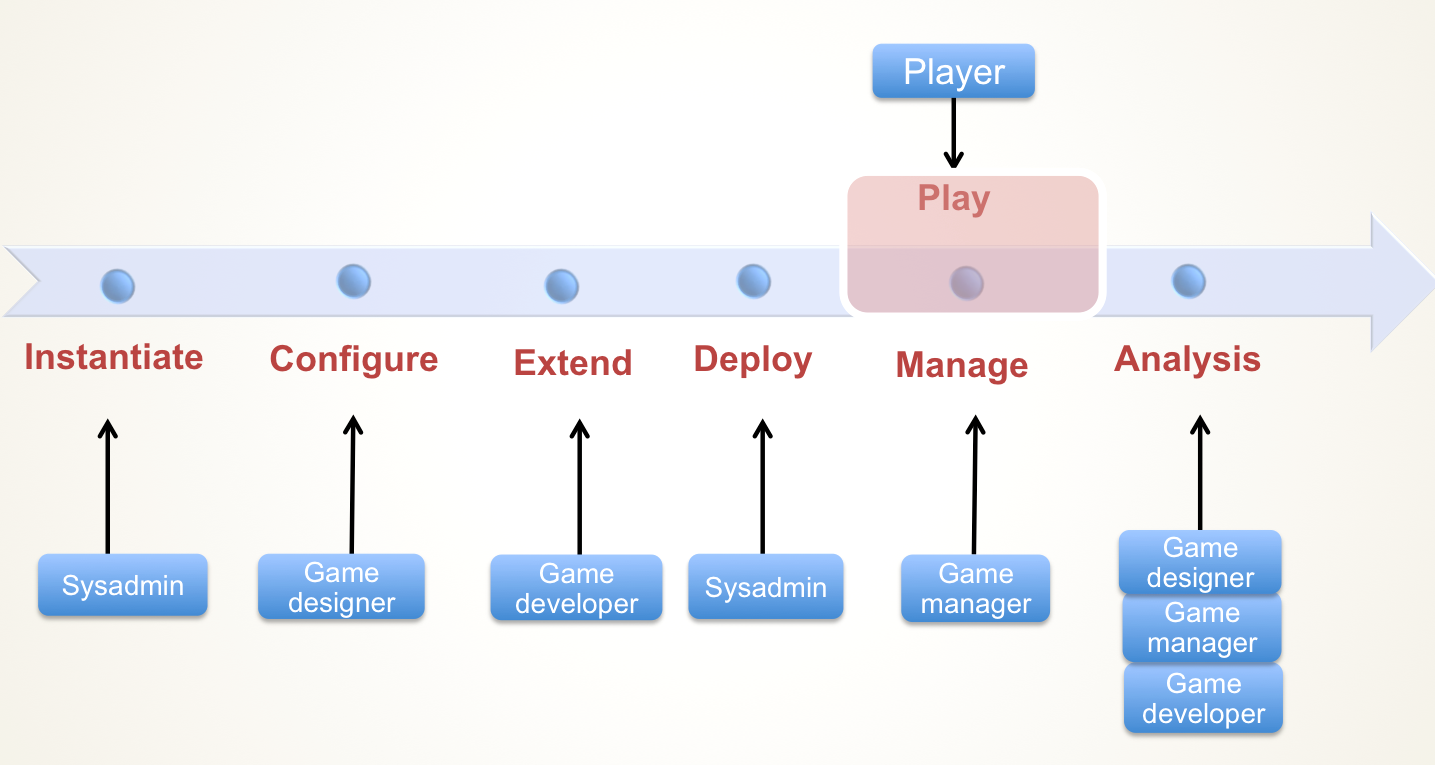 Player
Play
Instantiate
Configure
Extend
Deploy
Manage
Analysis
Sysadmin
Game
designer
Game
developer
Sysadmin
Game
manager
Game
designer
Game
manager
Game
developer